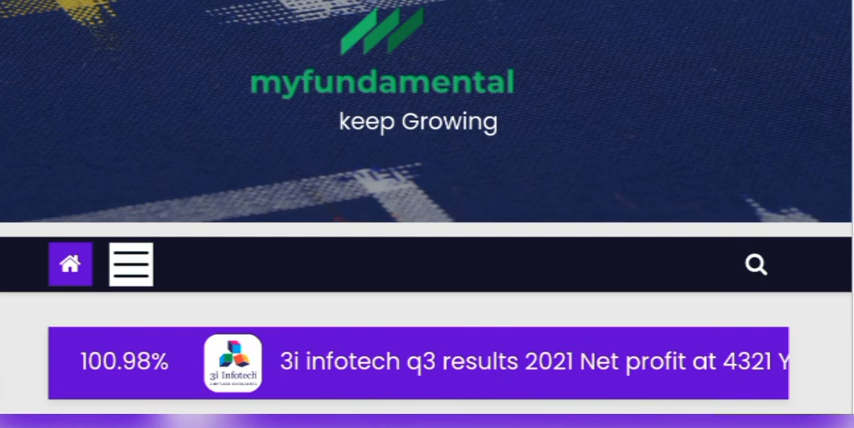 myfundamental
keep Growing
100.98% 3i Infotech 3i infotech q3 results 2021 Net profit at 4321 Y